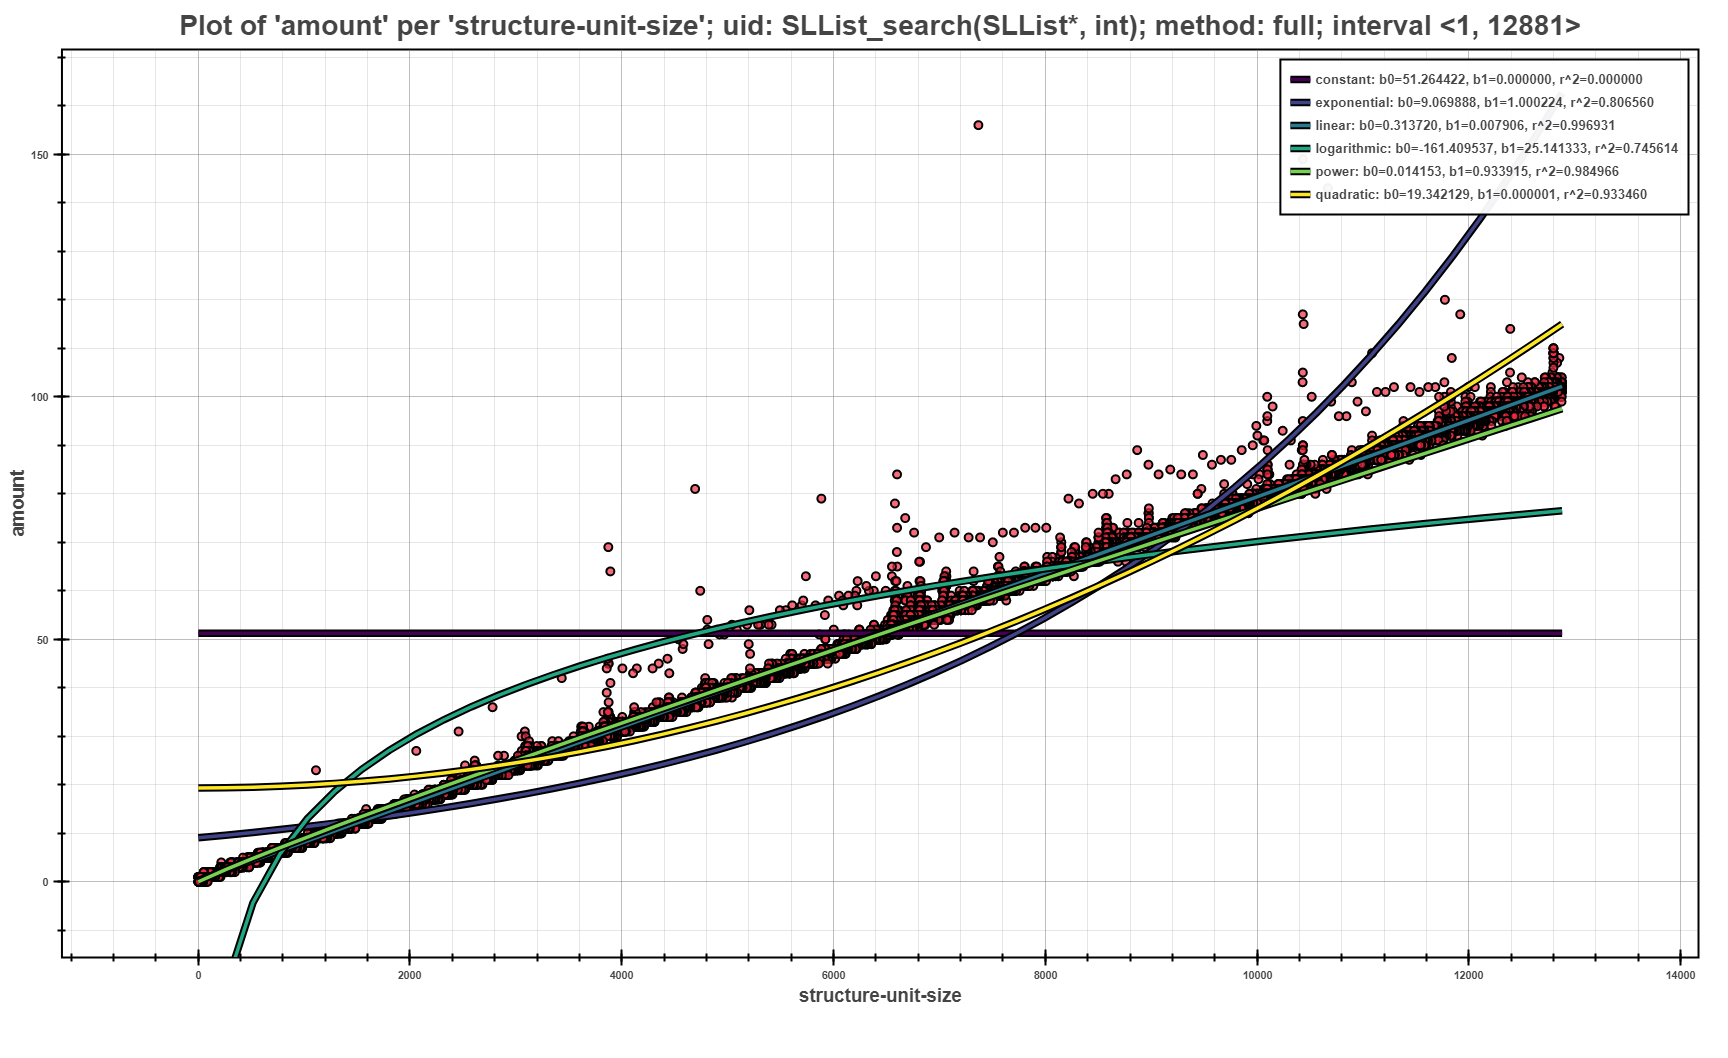 Plot of 'amount' per 'structure-unit-size'; uid: SLList_search(SLList*, int); method: full; interval <1, 12881>
constant: b0=51.264422, b1=0.000000, r^2=0.000000
exponential: b0=9.069888, b1=1.000224, r^2=0.806560
linear: b0=0.313720, b1=0.007906, r^2=0.996931
logarithmic: b0=-161.409537, b1=25.141333, r^2=0.745614
power: b0=0.014153, b1=0.933915, r^2=0.984966
quadratic: b0=19.342129, b1=0.000001, r^2=0.933460
150
100
50
0
amount
0 2000 4000 6000 8000 10000 12000 14000
structure-unit-size